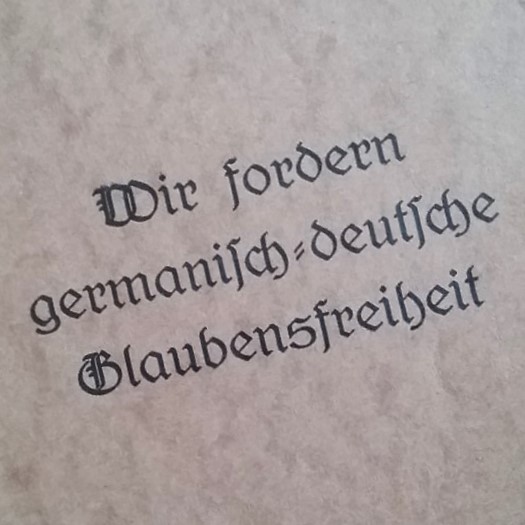 Wir fordern
germaniſch-deutſche
Glaubensfreiheit